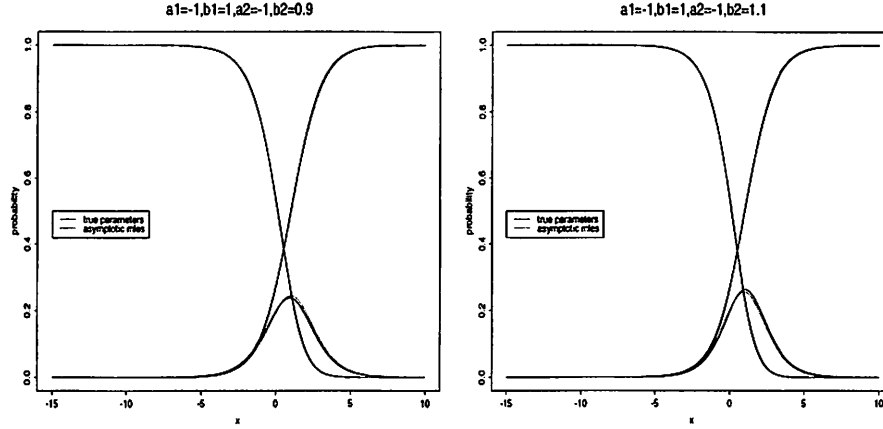 a1=-1,b1=1,a2=-1,b2=0.9
1.0
0.8
0.6
0.4
0.2
0.0
probability
true parameters
asymptotic mles
-15
-10
-5
0
5
10
x
a1=-1,b1=1,a2=-1,b2=1.1
1.0
0.8
0.6
0.4
0.2
0.0
probability
true parameters
asymptotic mles
-15
-10
-5
0
5
10
x